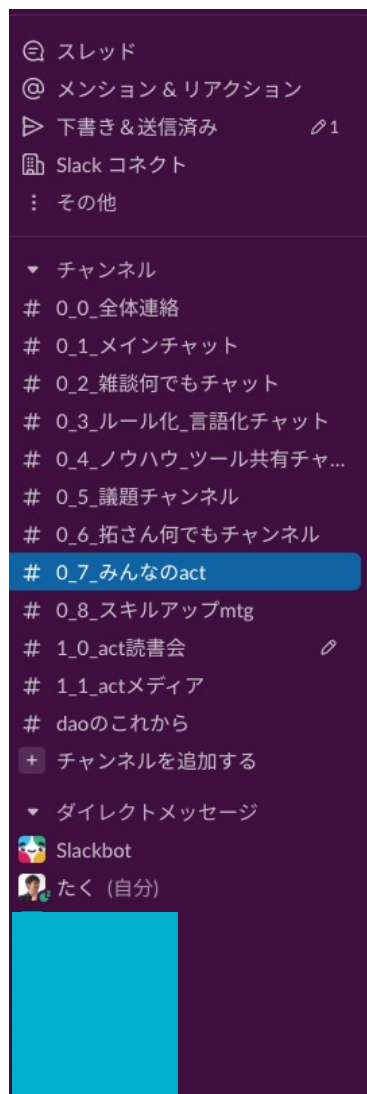 スレッド
メンション & リアクション
下書き & 送信済み 1
Slack コネクト
その他
チャンネル
# 0_0_全体連絡
# 0_1_メインチャット
# 0_2_雑談何でもチャット
# 0_3_ルール化_言語化チャット
# 0_4_ノウハウ_ツール共有チャ...
# 0_5_議題チャンネル
# 0_6_拓さん何でもチャンネル
# 0_7_みんなのact
# 0_8_スキルアップmtg
# 1_0_act読書会
# 1_1_actメディア
# daoのこれから
+ チャンネルを追加する
ダイレクトメッセージ
Slackbot
たく (自分)